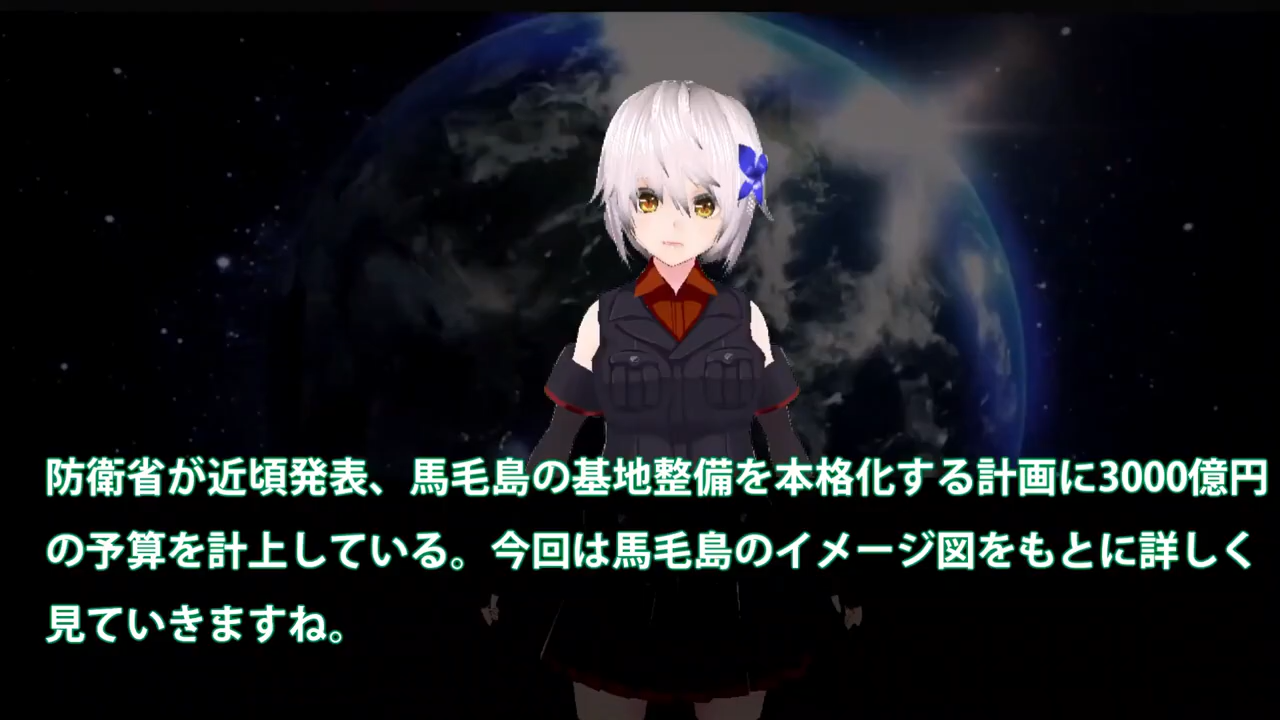 防衛省が近頃発表、馬毛島の基地整備を本格化する計画に3000億円
の予算を計上している。今回は馬毛島のイメージ図をもとに詳しく
見ていきますね。